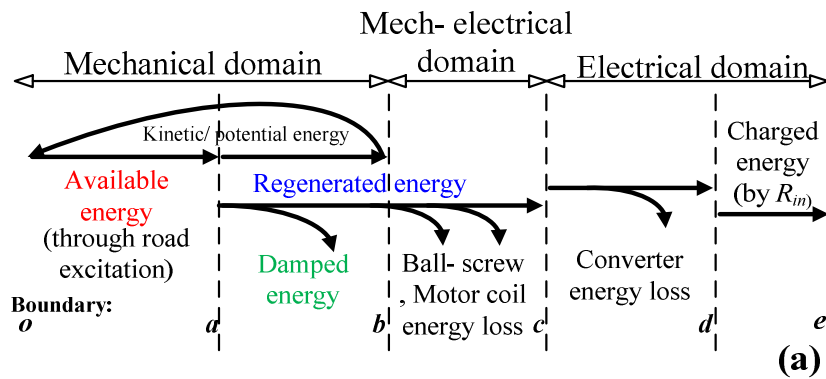 Mech- electrical
domain
Mechanical domain
Electrical domain
Kinetic/ potential energy
Available
energy
(through road
excitation)
Regenerated energy
Damped
energy
Ball- screw
, Motor coil
energy loss
Converter
energy loss
Charged
energy
(by R_in)
Boundary:
o a b c d e
(a)